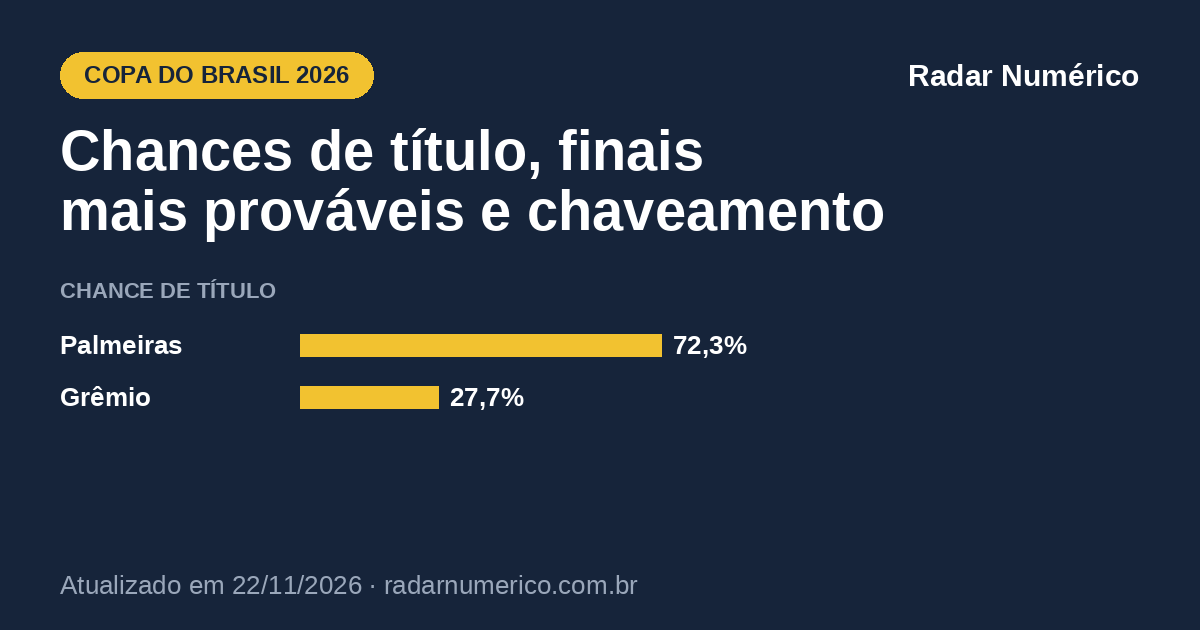 COPA DO BRASIL 2026
Radar Numérico
Chances de título, finais
mais prováveis e chaveamento
CHANCE DE TÍTULO
Palmeiras 72,3%
Grêmio 27,7%
Atualizado em 22/11/2026 · radarnumerico.com.br